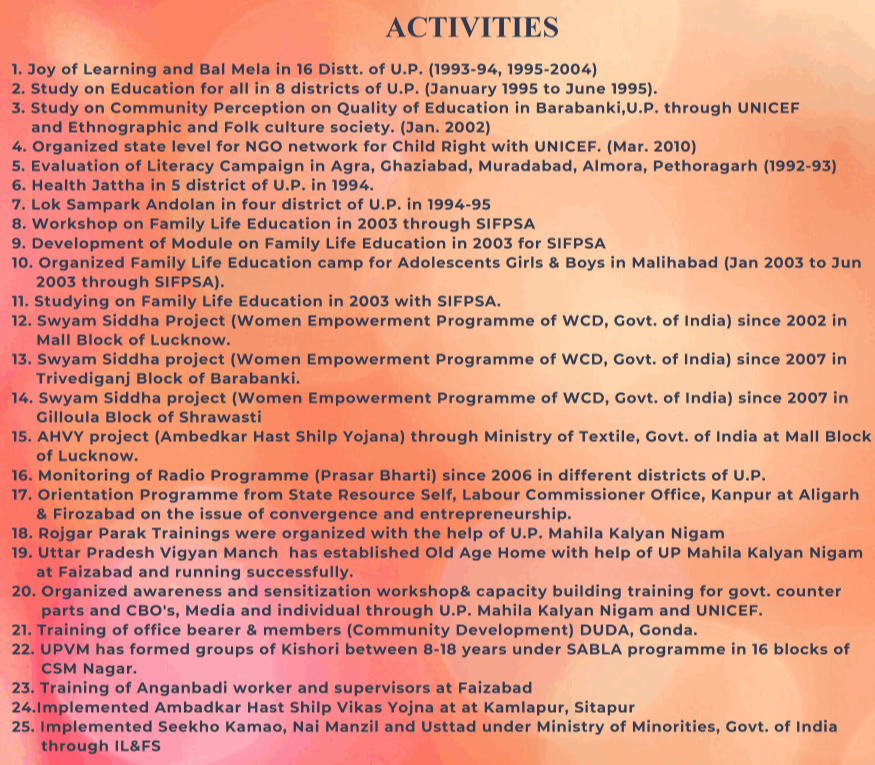 ACTIVITIES
1. Joy of Learning and Bal Mela in 16 Distt. of U.P. (1993-94, 1995-2004)
2. Study on Education for all in 8 districts of U.P. (January 1995 to June 1995).
3. Study on Community Perception on Quality of Education in Barabanki,U.P. through UNICEF
and Ethnographic and Folk culture society. (Jan. 2002)
4. Organized state level for NGO network for Child Right with UNICEF. (Mar. 2010)
5. Evaluation of Literacy Campaign in Agra, Ghaziabad, Muradabad, Almora, Pethoragarh (1992-93)
6. Health Jattha in 5 district of U.P. in 1994.
7. Lok Sampark Andolan in four district of U.P. in 1994-95
8. Workshop on Family Life Education in 2003 through SIFPSA
9. Development of Module on Family Life Education in 2003 for SIFPSA
10. Organized Family Life Education camp for Adolescents Girls & Boys in Malihabad (Jan 2003 to Jun
2003 through SIFPSA).
11. Studying on Family Life Education in 2003 with SIFPSA.
12. Swyam Siddha Project (Women Empowerment Programme of WCD, Govt. of India) since 2002 in
Mall Block of Lucknow.
13. Swyam Siddha project (Women Empowerment Programme of WCD, Govt. of India) since 2007 in
Trivediganj Block of Barabanki.
14. Swyam Siddha project (Women Empowerment Programme of WCD, Govt. of India) since 2007 in
Gilloula Block of Shrawasti
15. AHVY project (Ambedkar Hast Shilp Yojana) through Ministry of Textile, Govt. of India at Mall Block
of Lucknow.
16. Monitoring of Radio Programme (Prasar Bharti) since 2006 in different districts of U.P.
17. Orientation Programme from State Resource Self, Labour Commissioner Office, Kanpur at Aligarh
& Firozabad on the issue of convergence and entrepreneurship.
18. Rojgar Parak Trainings were organized with the help of U.P. Mahila Kalyan Nigam
19. Uttar Pradesh Vigyan Manch has established Old Age Home with help of UP Mahila Kalyan Nigam
at Faizabad and running successfully.
20. Organized awareness and sensitization workshop& capacity building training for govt. counter
parts and CBO's, Media and individual through U.P. Mahila Kalyan Nigam and UNICEF.
21. Training of office bearer & members (Community Development) DUDA, Gonda.
22. UPVM has formed groups of Kishori between 8-18 years under SABLA programme in 16 blocks of
CSM Nagar.
23. Training of Anganbadi worker and supervisors at Faizabad
24.Implemented Ambadkar Hast Shilp Vikas Yojna at at Kamlapur, Sitapur
25. Implemented Seekho Kamao, Nai Manzil and Usttad under Ministry of Minorities, Govt. of India
through IL&FS